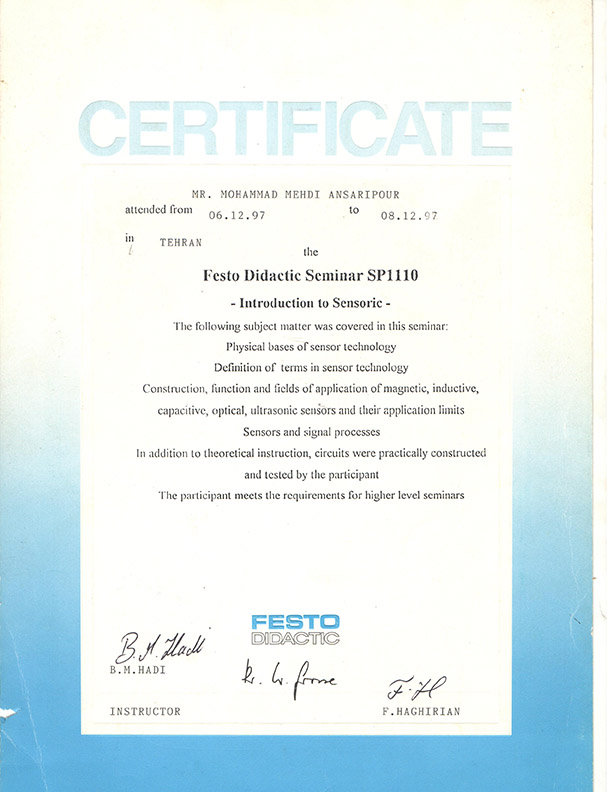 CERTIFICATE
MR. MOHAMMAD MEHDI ANSARIPOUR
attended from 06.12.97 to 08.12.97
in TEHRAN
the
Festo Didactic Seminar SP1110
- Introduction to Sensoric -
The following subject matter was covered in this seminar:
Physical bases of sensor technology
Definition of terms in sensor technology
Construction, function and fields of application of magnetic, inductive,
capacitive, optical, ultrasonic sensors and their application limits
Sensors and signal processes
In addition to theoretical instruction, circuits were practically constructed
and tested by the participant
The participant meets the requirements for higher level seminars
FESTO
DIDACTIC
B.M.HADI
INSTRUCTOR
F.H
F.HAGHIRIAN